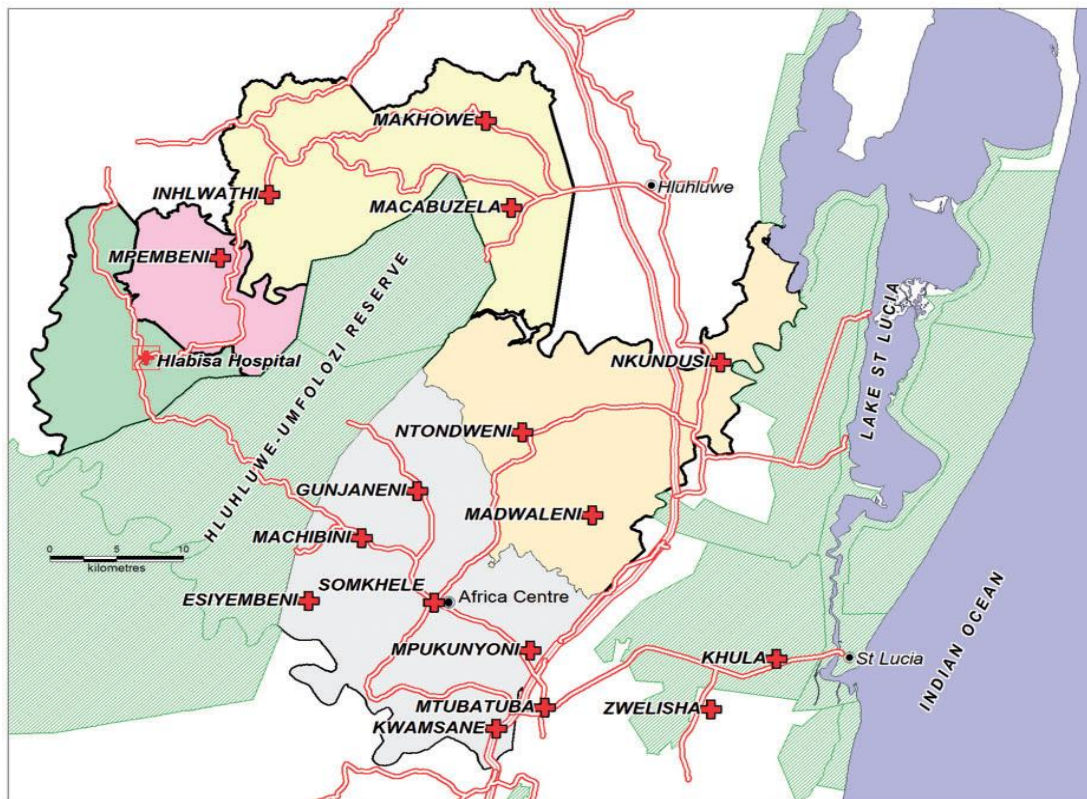 MAKHOWE
Hluhluwe
INHLWATHI
MACABUZELA
MPEMBENI
HLUHLUWE-UMFOLOZI RESERVE
LAKE ST LUCIA
Hlabisa Hospital
NKUNDUSI
NTONDWENI
GUNJANENI
MADWALENI
MACHIBINI
0 5 10
kilometres
SOMKHELE
Africa Centre
ESIYEMBENI
MPUKUNYONI
KHULA
St Lucia
INDIAN OCEAN
MTUBATUBA
ZWELISHA
KWAMSANE